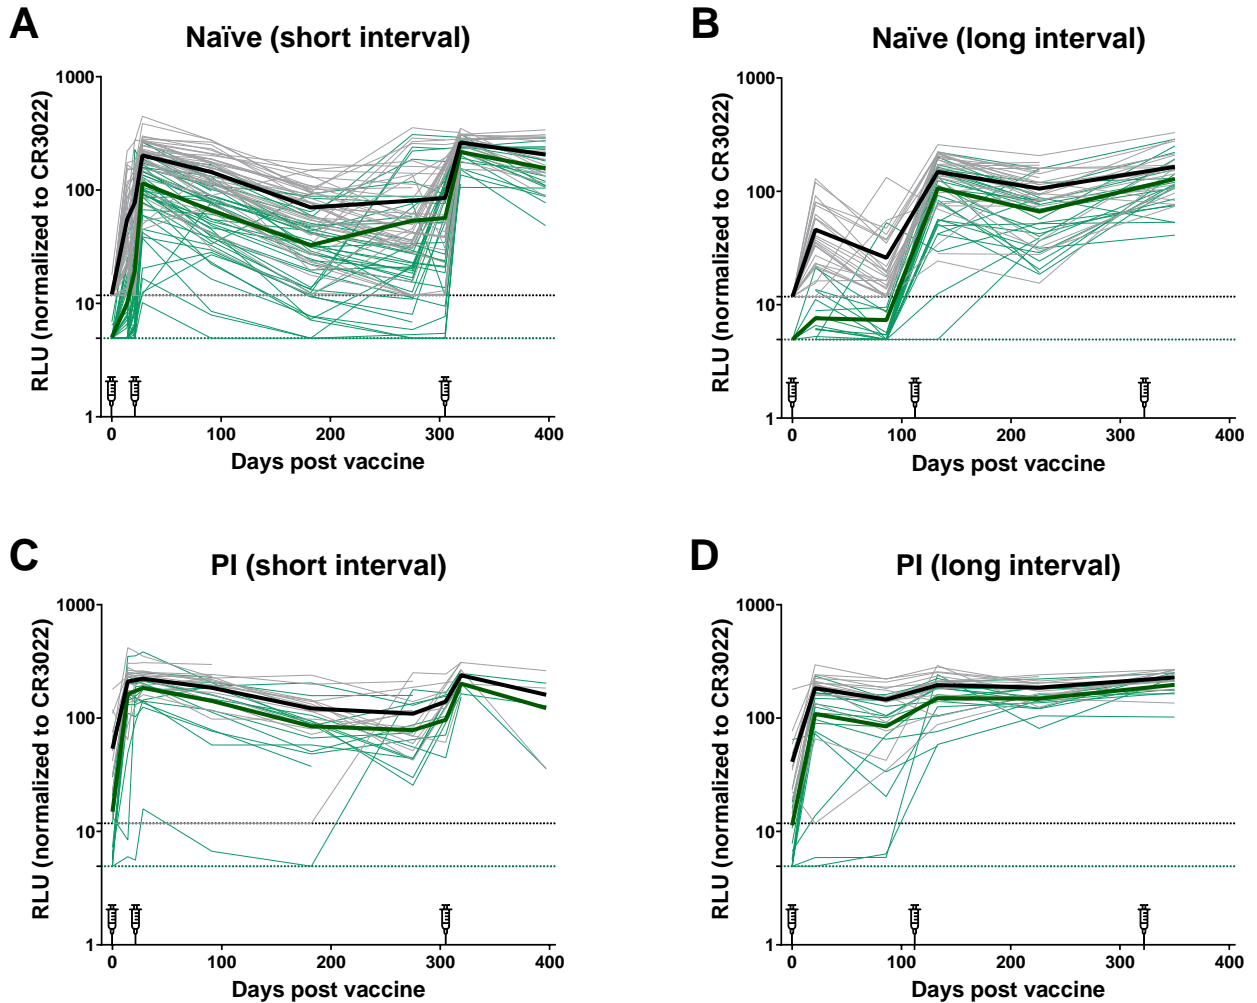 A
Naïve (short interval)
RLU (normalized to CR3022)
1000
100
10
1
0
100
200
300
400
Days post vaccine
B
Naïve (long interval)
RLU (normalized to CR3022)
1000
100
10
1
0
100
200
300
400
Days post vaccine
C
PI (short interval)
RLU (normalized to CR3022)
1000
100
10
1
0
100
200
300
400
Days post vaccine
D
PI (long interval)
RLU (normalized to CR3022)
1000
100
10
1
0
100
200
300
400
Days post vaccine